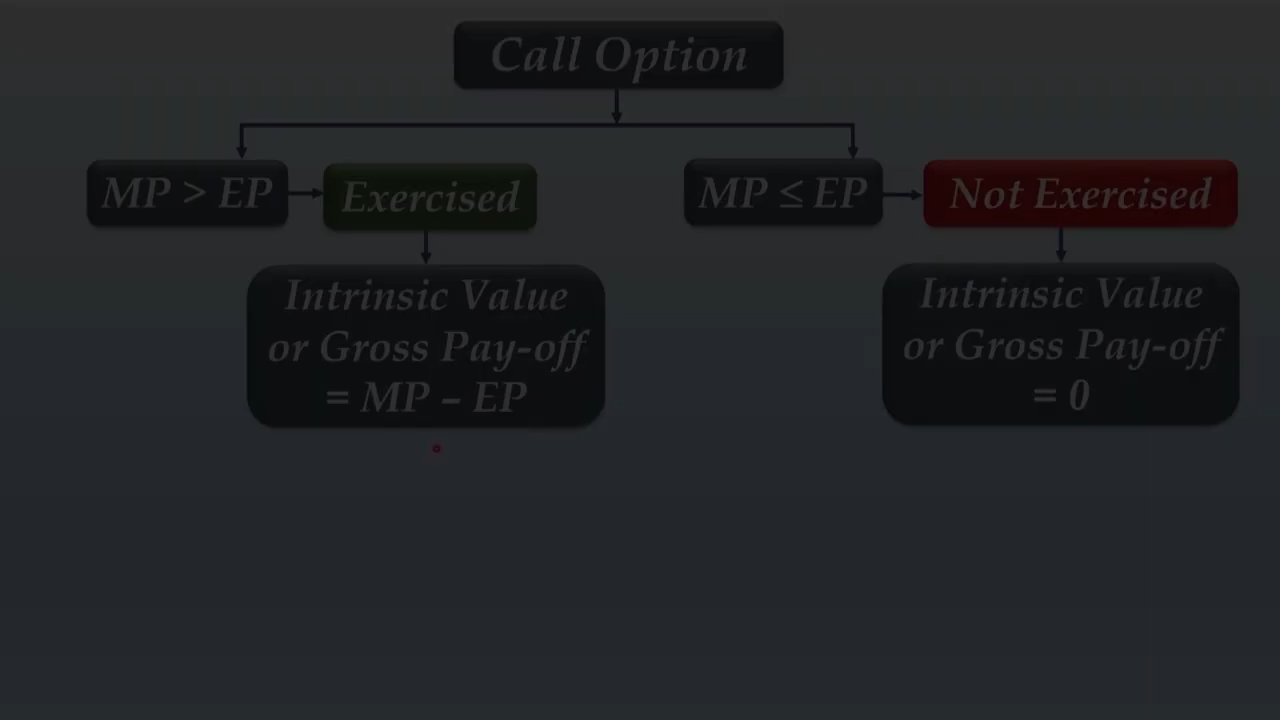 Call Option
MP > EP
Exercised
MP ≤ EP
Not Exercised
Intrinsic Value
or Gross Pay-off
= MP – EP
Intrinsic Value
or Gross Pay-off
= 0